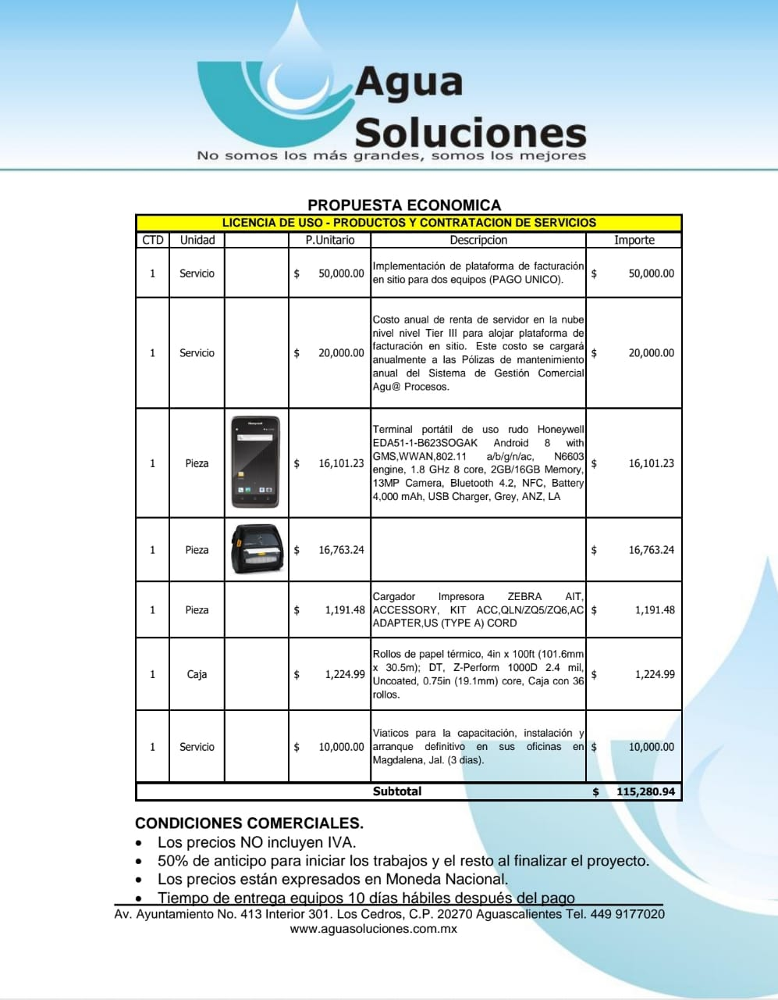 Agua
Soluciones
No somos los más grandes, somos los mejores
PROPUESTA ECONOMICA
LICENCIA DE USO - PRODUCTOS Y CONTRATACION DE SERVICIOS
CTD Unidad P.Unitario Descripcion Importe
1 Servicio $ 50,000.00 Implementación de plataforma de facturación
en sitio para dos equipos (PAGO UNICO). $ 50,000.00
Costo anual de renta de servidor en la nube
nivel nivel Tier III para alojar plataforma de
facturación en sitio. Este costo se cargará
1 Servicio $ 20,000.00 anualmente a las Pólizas de mantenimiento $ 20,000.00
anual del Sistema de Gestión Comercial
Agu@ Procesos.
Honeywell
Terminal portátil de uso rudo Honeywell
EDA51-1-B623SOGAK Android 8 with
GMS,WWAN,802.11 a/b/g/n/ac, N6603
1 Pieza $ 16,101.23 engine, 1.8 GHz 8 core, 2GB/16GB Memory, $ 16,101.23
13MP Camera, Bluetooth 4.2, NFC, Battery
4,000 mAh, USB Charger, Grey, ANZ, LA
1 Pieza $ 16,763.24 $ 16,763.24
Cargador Impresora ZEBRA AIT,
1 Pieza $ 1,191.48 ACCESSORY, KIT ACC,QLN/ZQ5/ZQ6,AC $ 1,191.48
ADAPTER,US (TYPE A) CORD
Rollos de papel térmico, 4in x 100ft (101.6mm
x 30.5m); DT, Z-Perform 1000D 2.4 mil,
1 Caja $ 1,224.99 Uncoated, 0.75in (19.1mm) core, Caja con 36 $ 1,224.99
rollos.
Viaticos para la capacitación, instalación y
1 Servicio $ 10,000.00 arranque definitivo en sus oficinas en $ 10,000.00
Magdalena, Jal. (3 dias).
Subtotal $ 115,280.94
CONDICIONES COMERCIALES.
• Los precios NO incluyen IVA.
• 50% de anticipo para iniciar los trabajos y el resto al finalizar el proyecto.
• Los precios están expresados en Moneda Nacional.
• Tiempo de entrega equipos 10 días hábiles después del pago
Av. Ayuntamiento No. 413 Interior 301. Los Cedros, C.P. 20270 Aguascalientes Tel. 449 9177020
www.aguasoluciones.com.mx